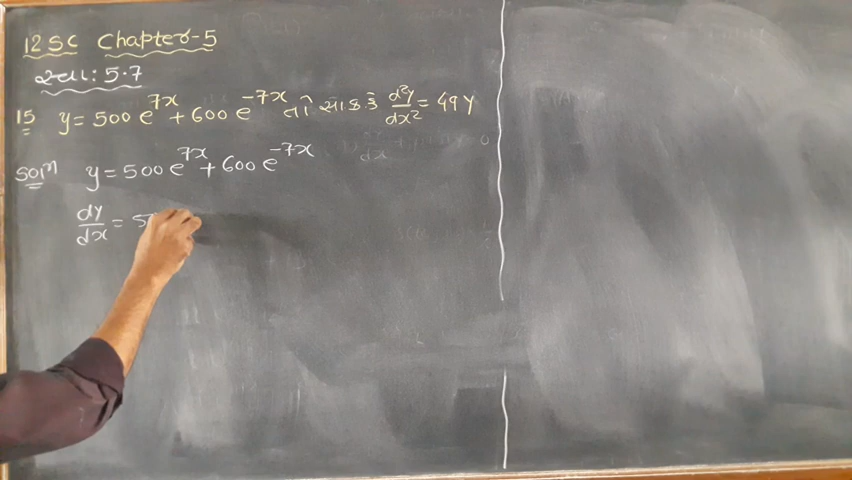 12 SC Chapter-5
સ્વા: 5.7
15 y = 500 e^7x + 600 e^-7x તો સા.કે. કે d²y/dx² = 49y
Solⁿ y = 500 e^7x + 600 e^-7x
dy/dx = 5